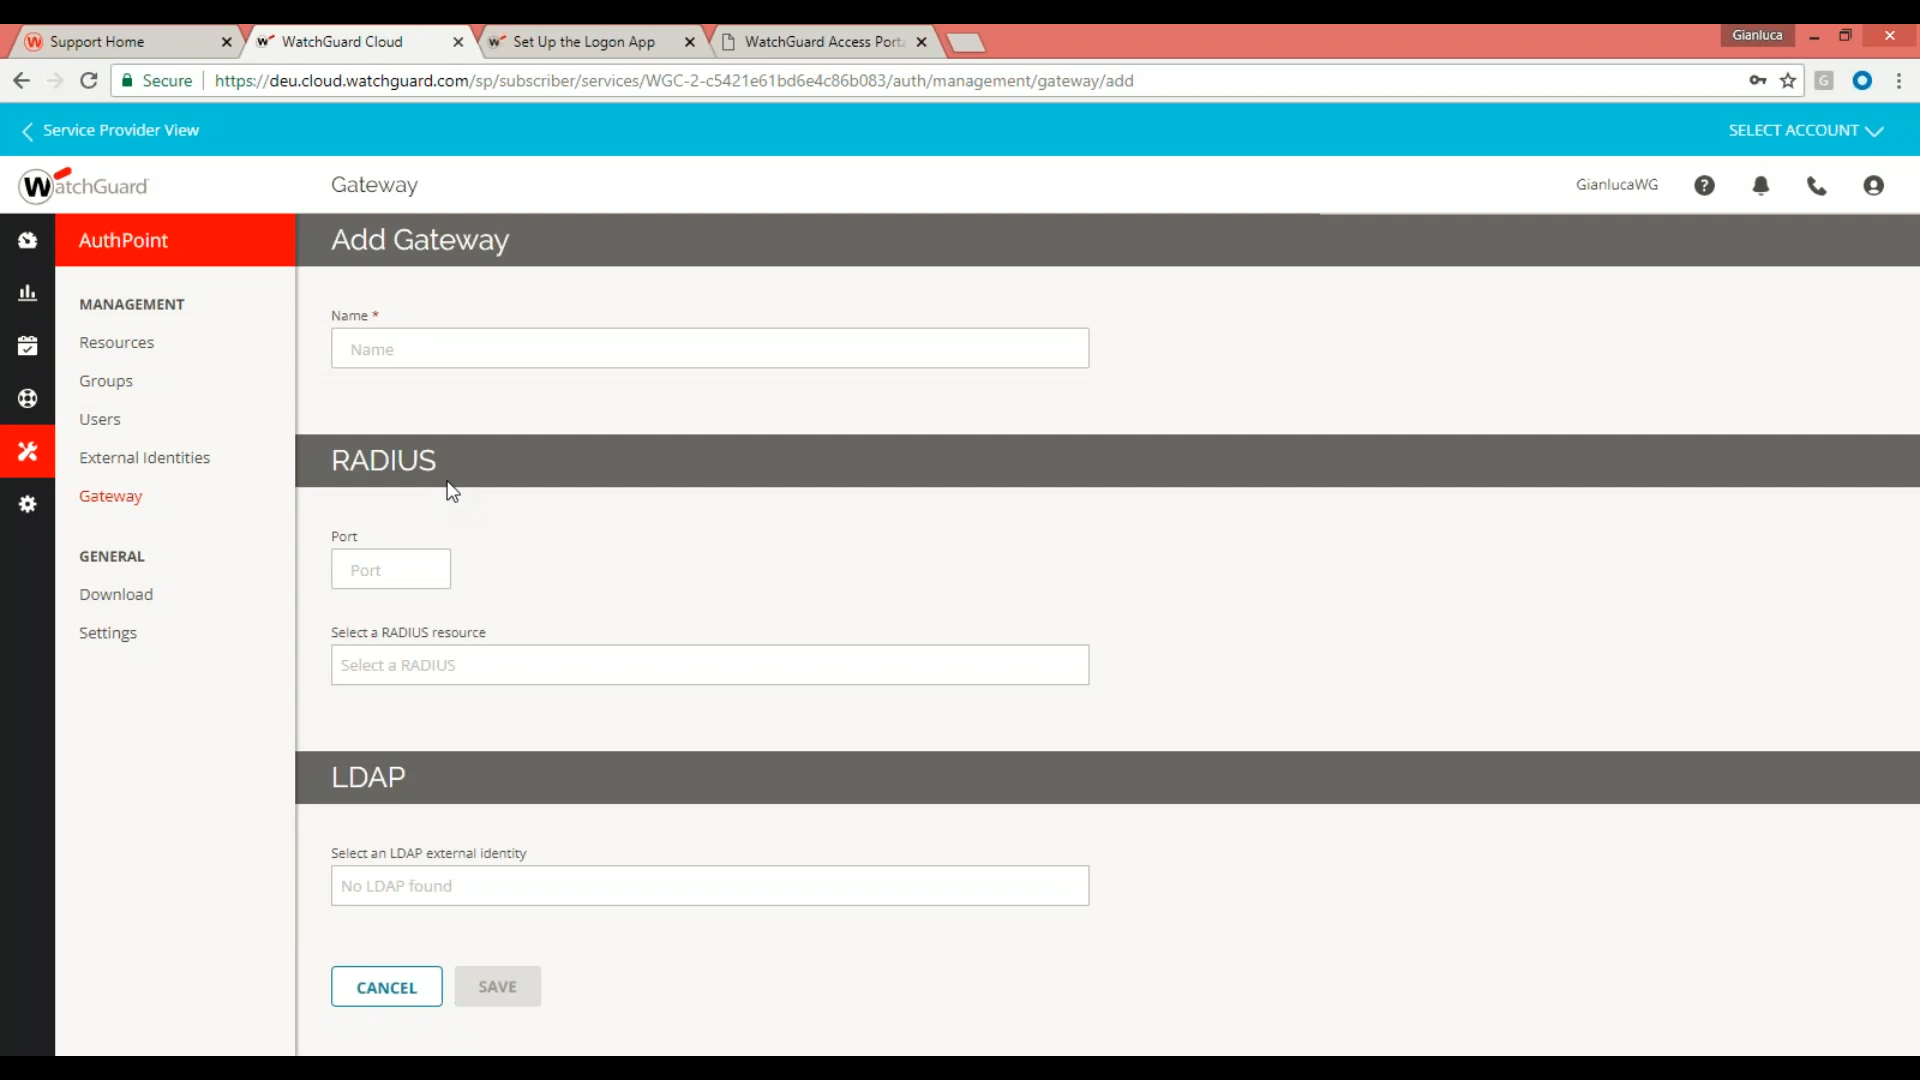 Support Home
WatchGuard Cloud
Set Up the Logon App
WatchGuard Access Porta
Gianluca
Secure
https://deu.cloud.watchguard.com/sp/subscriber/services/WGC-2-c5421e61bd6e4c86b083/auth/management/gateway/add
G
Service Provider View
SELECT ACCOUNT
WatchGuard
Gateway
GianlucaWG
AuthPoint
Add Gateway
MANAGEMENT
Resources
Groups
Users
External Identities
Gateway
GENERAL
Download
Settings
Name *
Name
RADIUS
Port
Port
Select a RADIUS resource
Select a RADIUS
LDAP
Select an LDAP external identity
No LDAP found
CANCEL
SAVE